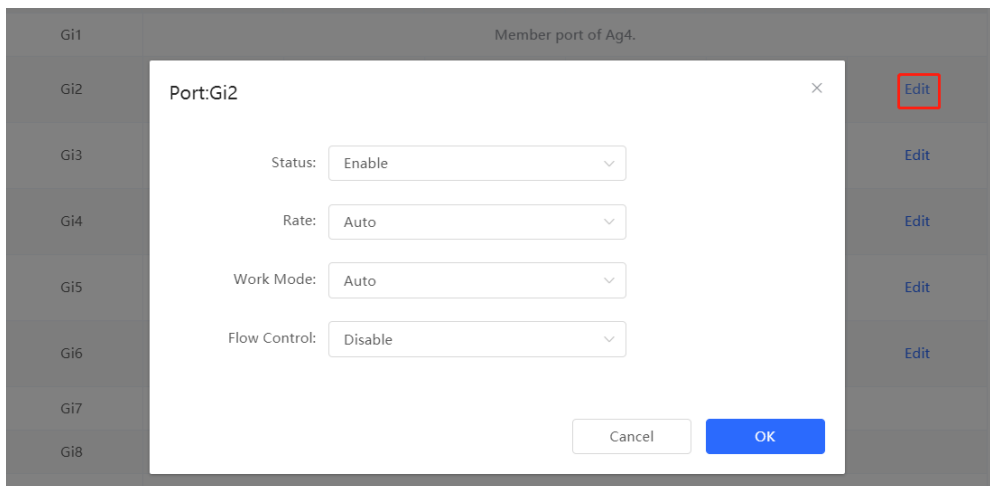 Gi1 Member port of Ag4.
Gi2 Edit
Port:Gi2
Status: Enable
Gi3 Edit
Rate: Auto
Gi4 Edit
Work Mode: Auto
Gi5 Edit
Flow Control: Disable
Gi6 Edit
Gi7
Cancel OK
Gi8